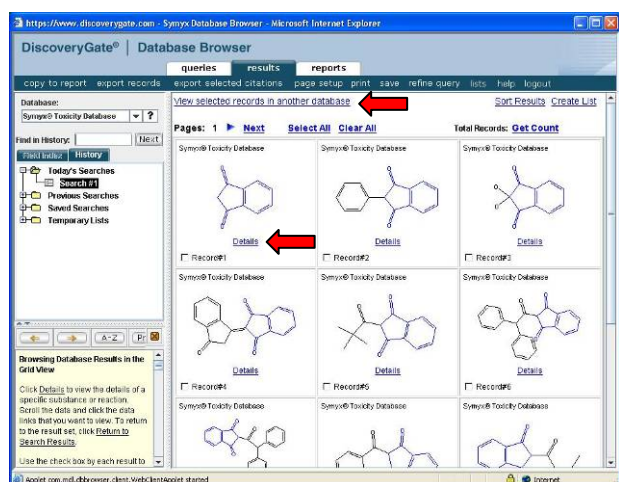 https://www.discoverygate.com - Symyx Database Browser - Microsoft Internet Explorer
DiscoveryGate® | Database Browser
queries results reports
copy to report export records export selected citations page setup print save refine query lists help logout
Database:
Symyx® Toxicity Database ?
Find in History: Next
Field Index History
Today's Searches
Search #1
Previous Searches
Saved Searches
Temporary Lists
A-Z Pr
Browsing Database Results in the
Grid View
Click Details to view the details of a
specific substance or reaction.
Scroll the data and click the data
links that you want to view. To return
to the result set, click Return to
Search Results.
Use the check box by each result to
View selected records in another database Sort Results Create List
Pages: 1 Next Select All Clear All Total Records: Get Count
Symyx® Toxicity Database Symyx® Toxicity Database Symyx® Toxicity Database
Details Details Details
Record#1 Record#2 Record#3
Symyx® Toxicity Database Symyx® Toxicity Database Symyx® Toxicity Database
Details Details Details
Record#4 Record#5 Record#6
Symyx® Toxicity Database Symyx® Toxicity Database Symyx® Toxicity Database
Applet com.mdl.dbbrowser.client.WebClientApplet started Internet